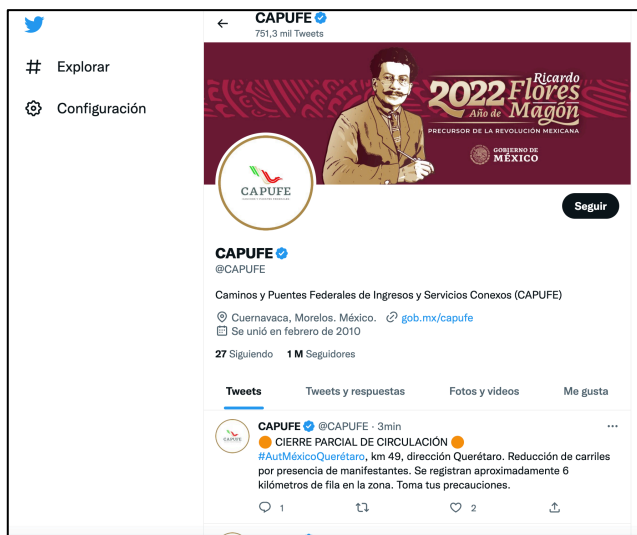 CAPUFE
751,3 mil Tweets
# Explorar
Configuración
2022 Ricardo
Flores
Año de Magón
PRECURSOR DE LA REVOLUCIÓN MEXICANA
GOBIERNO DE
MÉXICO
CAPUFE
Seguir
CAPUFE
@CAPUFE
Caminos y Puentes Federales de Ingresos y Servicios Conexos (CAPUFE)
Cuernavaca, Morelos. México. gob.mx/capufe
Se unió en febrero de 2010
27 Siguiendo 1 M Seguidores
Tweets Tweets y respuestas Fotos y videos Me gusta
CAPUFE @CAPUFE · 3min
CIERRE PARCIAL DE CIRCULACIÓN
#AutMéxicoQuerétaro, km 49, dirección Querétaro. Reducción de carriles
por presencia de manifestantes. Se registran aproximadamente 6
kilómetros de fila en la zona. Toma tus precauciones.
1 2